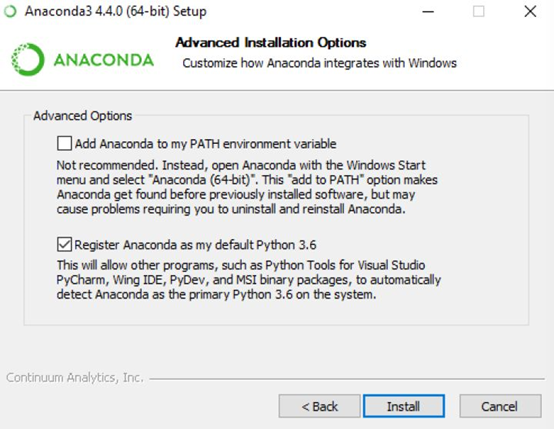 Anaconda3 4.4.0 (64-bit) Setup
ANACONDA
Advanced Installation Options
Customize how Anaconda integrates with Windows
Advanced Options
Add Anaconda to my PATH environment variable
Not recommended. Instead, open Anaconda with the Windows Start
menu and select "Anaconda (64-bit)". This "add to PATH" option makes
Anaconda get found before previously installed software, but may
cause problems requiring you to uninstall and reinstall Anaconda.
Register Anaconda as my default Python 3.6
This will allow other programs, such as Python Tools for Visual Studio
PyCharm, Wing IDE, PyDev, and MSI binary packages, to automatically
detect Anaconda as the primary Python 3.6 on the system.
Continuum Analytics, Inc.
< Back
Install
Cancel